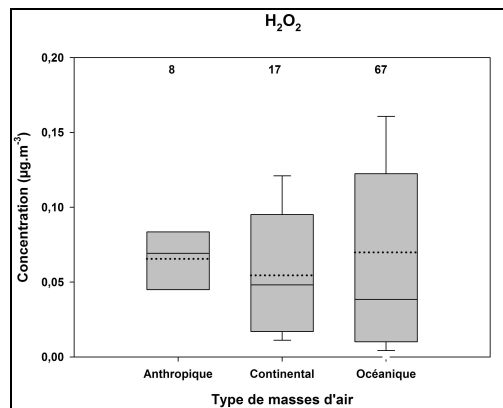 H₂O₂
0,20
8 17 67
0,15
0,10
0,05
0,00
Concentration (µg.m⁻³)
Anthropique Continental Océanique
Type de masses d'air